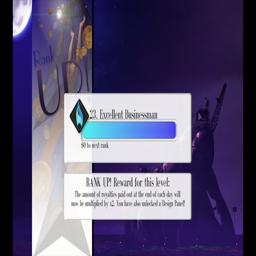 Rank
UP!
23. Excellent Businessman
$0 to next rank
RANK UP! Reward for this level:
The amount of royalties paid out at the end of each day will
now be multiplied by x2. You have also unlocked a Design Panel!